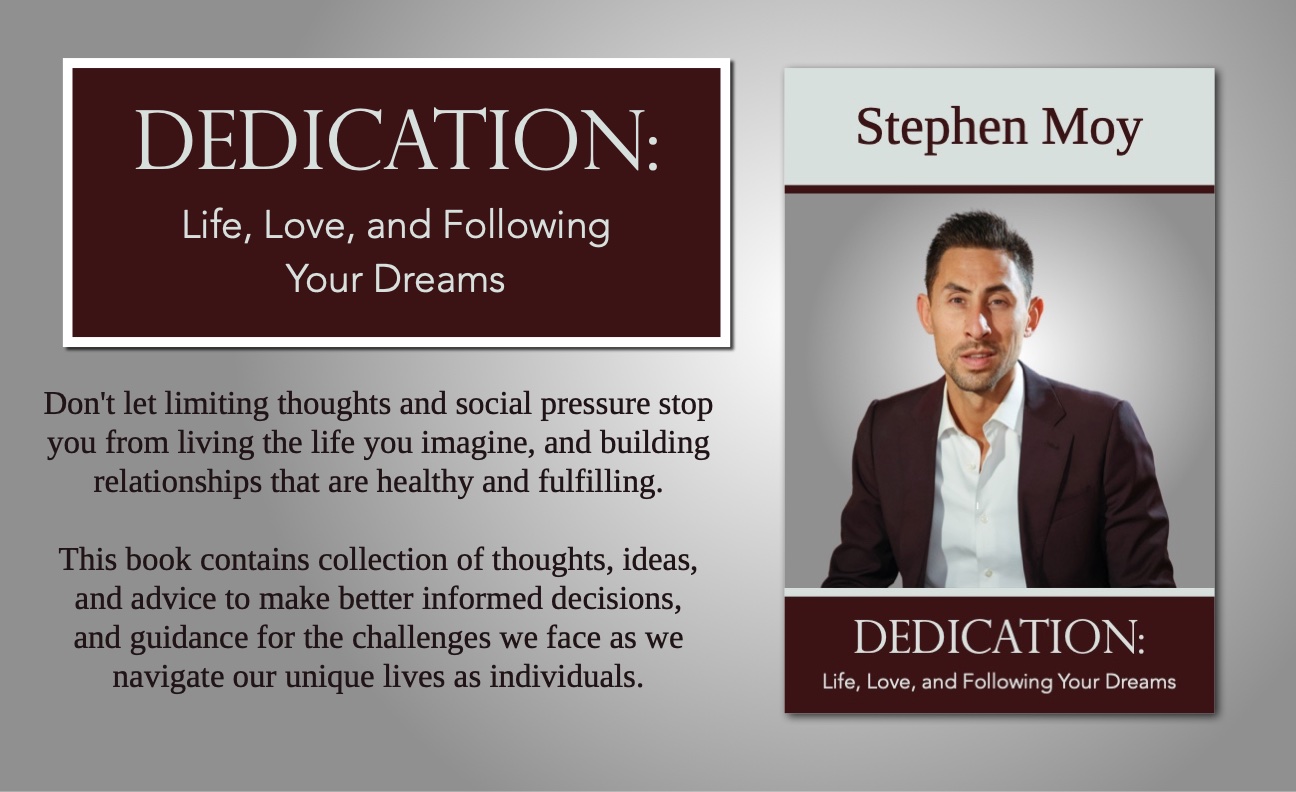 DEDICATION:
Life, Love, and Following
Your Dreams
Don't let limiting thoughts and social pressure stop
you from living the life you imagine, and building
relationships that are healthy and fulfilling.
This book contains collection of thoughts, ideas,
and advice to make better informed decisions,
and guidance for the challenges we face as we
navigate our unique lives as individuals.
Stephen Moy
DEDICATION:
Life, Love, and Following Your Dreams